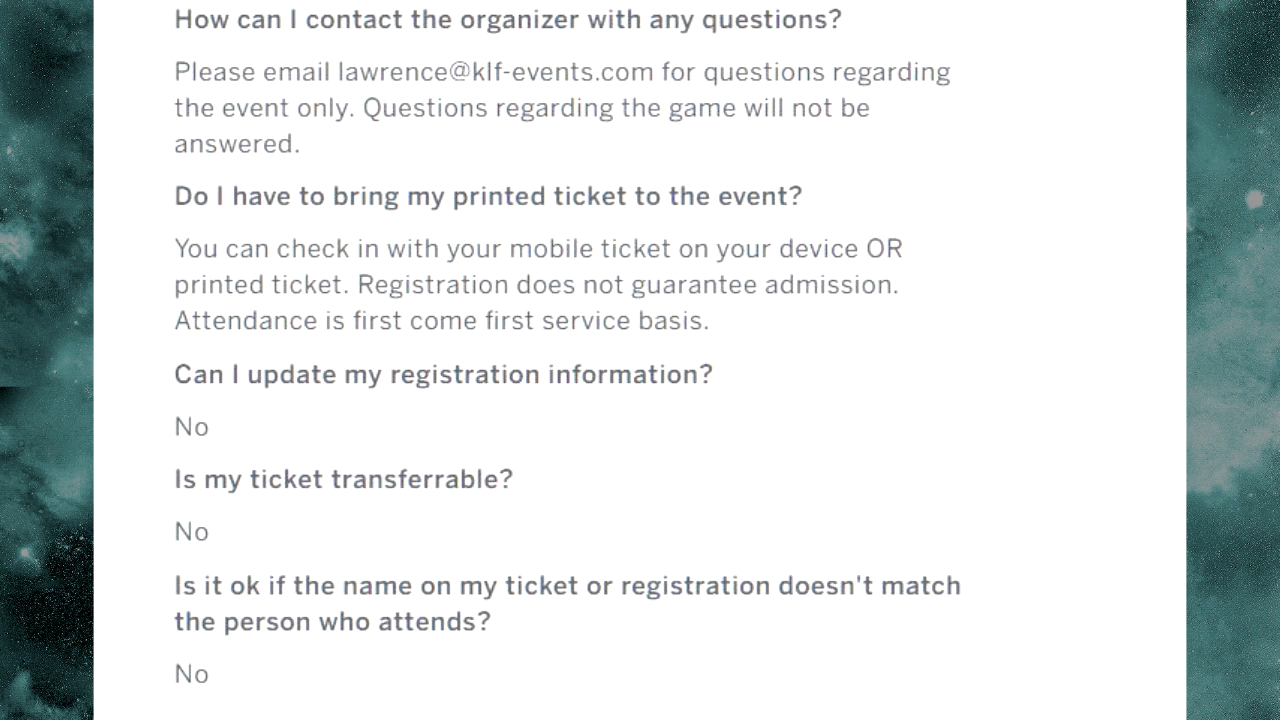 How can I contact the organizer with any questions?
Please email lawrence@klf-events.com for questions regarding
the event only. Questions regarding the game will not be
answered.
Do I have to bring my printed ticket to the event?
You can check in with your mobile ticket on your device OR
printed ticket. Registration does not guarantee admission.
Attendance is first come first service basis.
Can I update my registration information?
No
Is my ticket transferrable?
No
Is it ok if the name on my ticket or registration doesn't match
the person who attends?
No